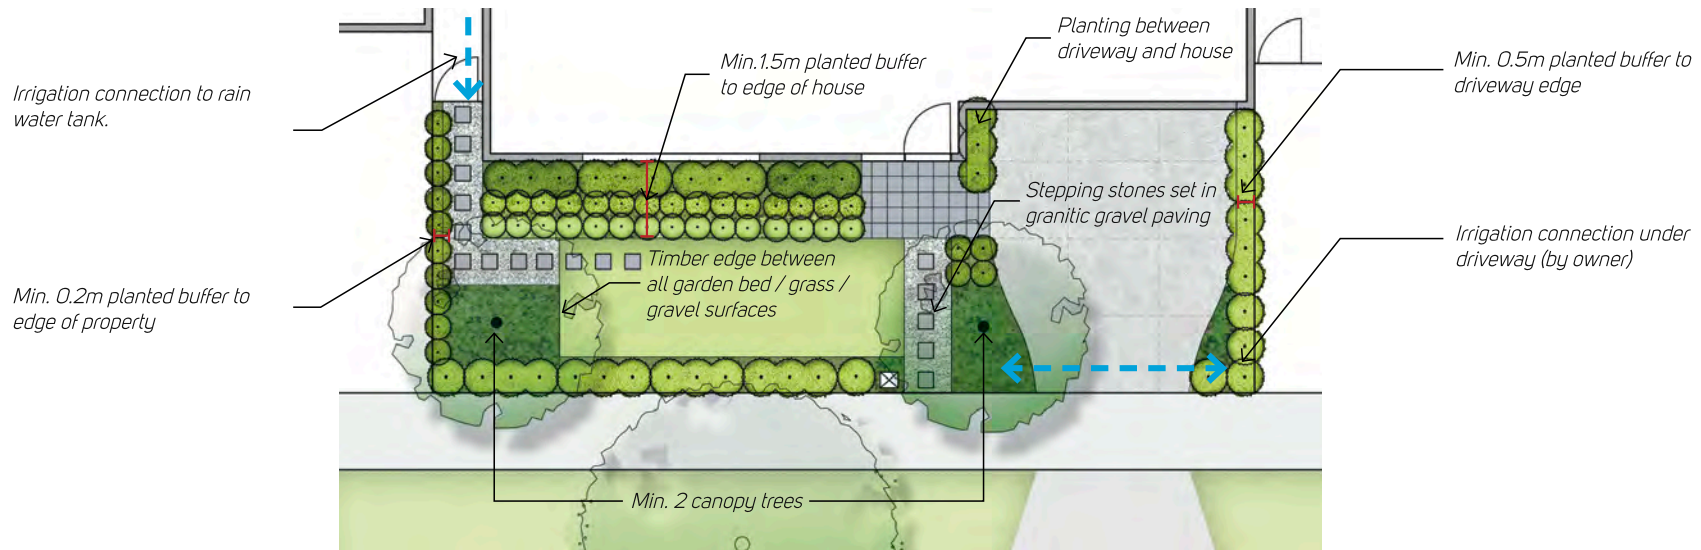 Irrigation connection to rain
water tank.
Min. 0.2m planted buffer to
edge of property
Min.1.5m planted buffer
to edge of house
Planting between
driveway and house
Min. 0.5m planted buffer to
driveway edge
Stepping stones set in
granitic gravel paving
Irrigation connection under
driveway (by owner)
Timber edge between
all garden bed / grass /
gravel surfaces
Min. 2 canopy trees